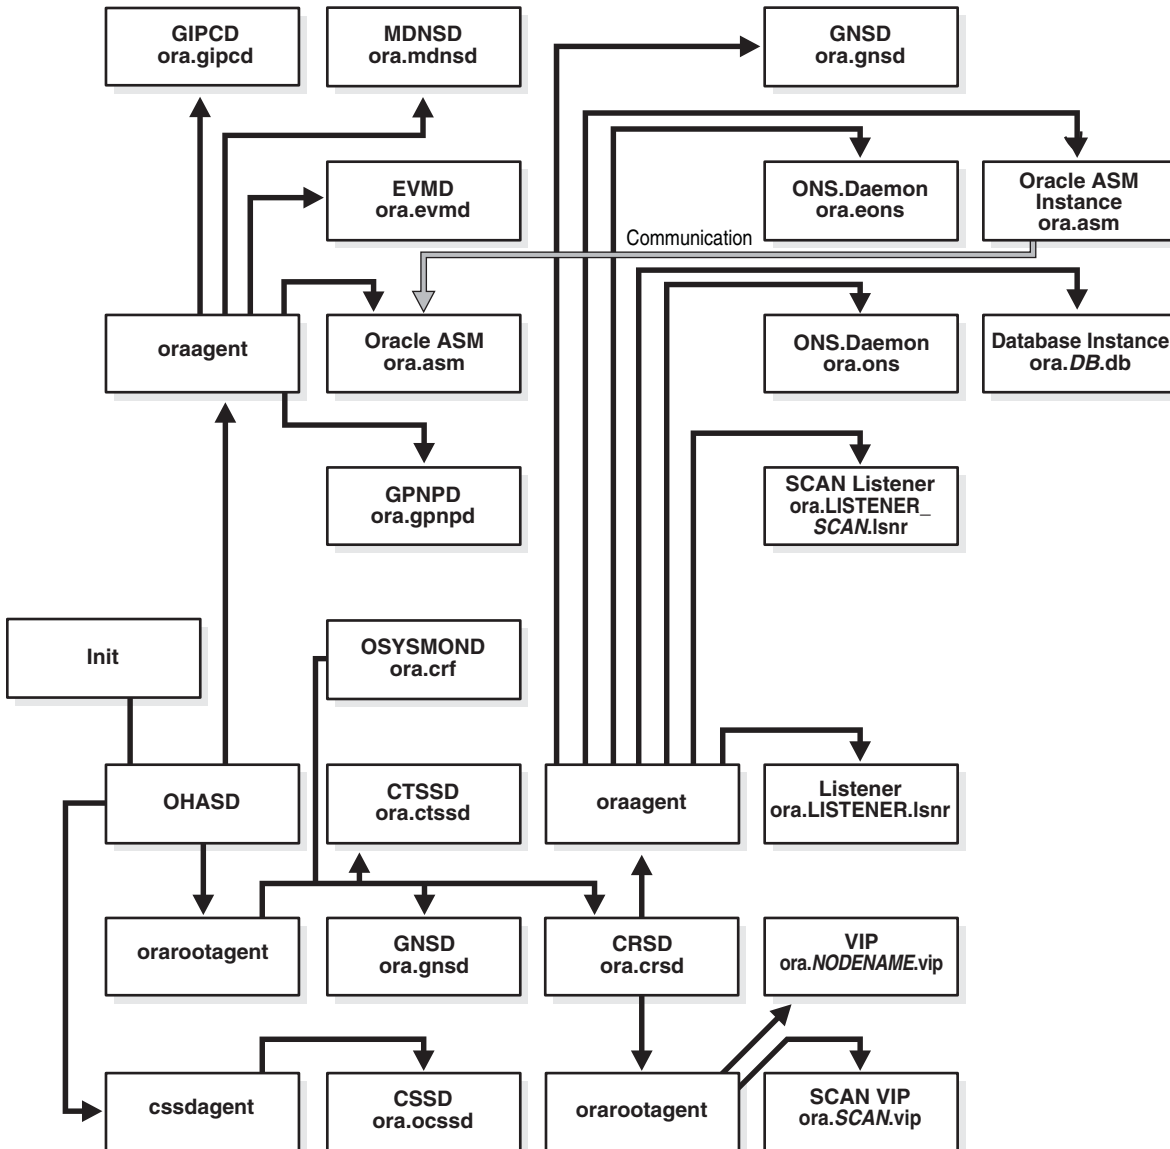 GIPCD
ora.gipcd
MDNSD
ora.mdnsd
GNSD
ora.gnsd
EVMD
ora.evmd
ONS.Daemon
ora.eons
Oracle ASM
Instance
ora.asm
Communication
oraagent
Oracle ASM
ora.asm
ONS.Daemon
ora.ons
Database Instance
ora.DB.db
GPNPD
ora.gpnpd
SCAN Listener
ora.LISTENER_
SCAN.lsnr
Init
OSYSMOND
ora.crf
OHASD
CTSSD
ora.ctssd
oraagent
Listener
ora.LISTENER.lsnr
orarootagent
GNSD
ora.gnsd
CRSD
ora.crsd
VIP
ora.NODENAME.vip
cssdagent
CSSD
ora.ocssd
orarootagent
SCAN VIP
ora.SCAN.vip